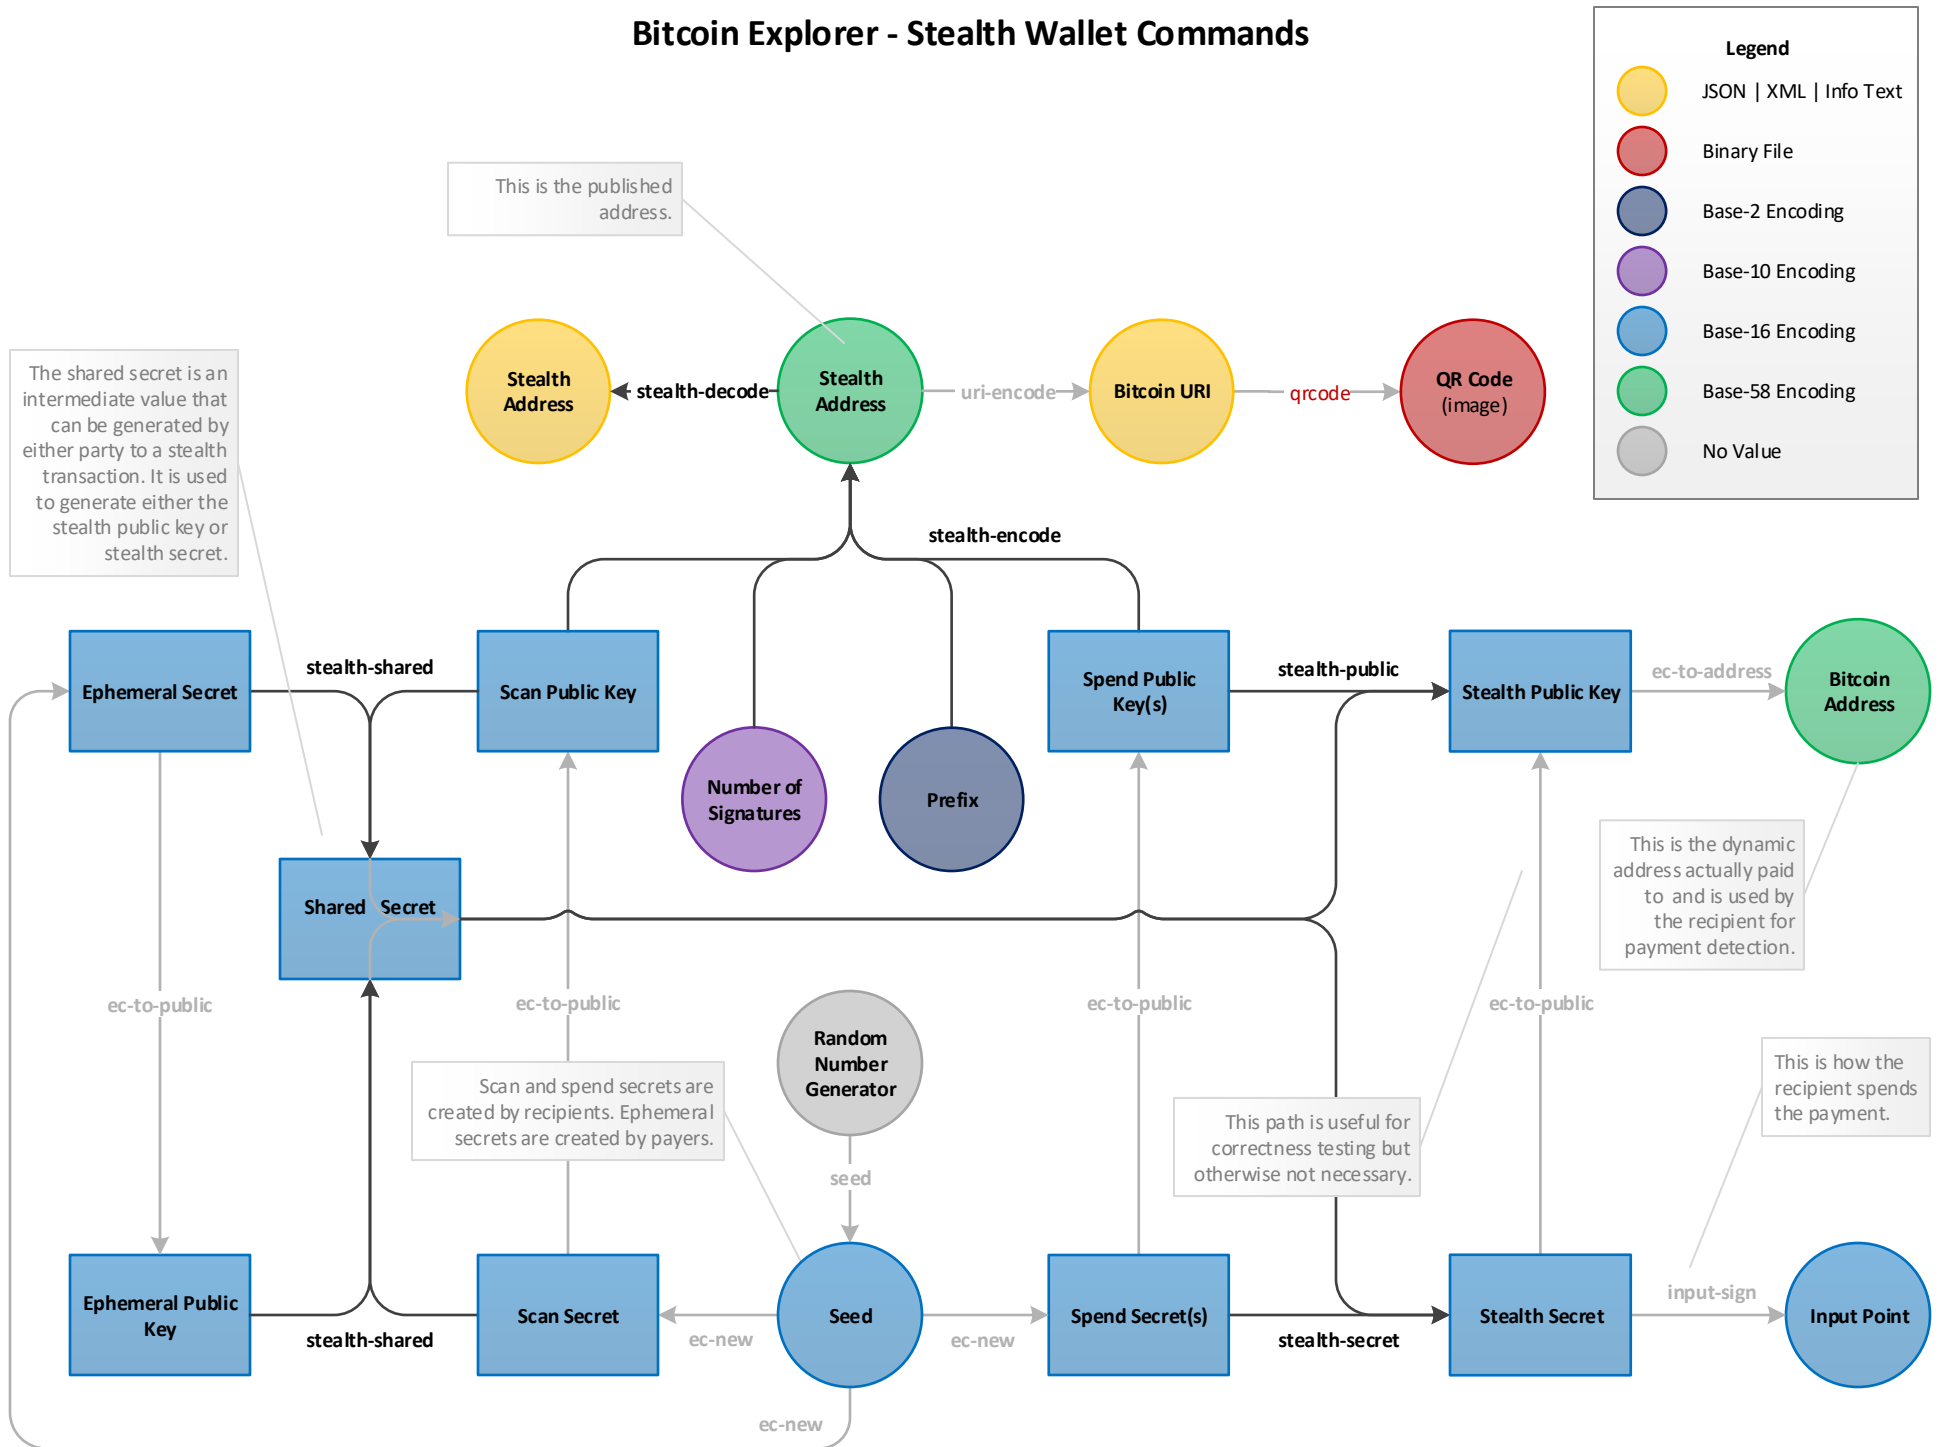 Bitcoin Explorer - Stealth Wallet Commands
Legend
JSON | XML | Info Text
Binary File
Base-2 Encoding
Base-10 Encoding
Base-16 Encoding
Base-58 Encoding
No Value
This is the published
address.
The shared secret is an
intermediate value that
can be generated by
either party to a stealth
transaction. It is used
to generate either the
stealth public key or
stealth secret.
Stealth
Address
stealth-decode
Stealth
Address
uri-encode
Bitcoin URI
qrcode
QR Code
(image)
stealth-encode
Ephemeral Secret
stealth-shared
Scan Public Key
Number of
Signatures
Prefix
Spend Public
Key(s)
stealth-public
Stealth Public Key
ec-to-address
Bitcoin
Address
Shared Secret
This is the dynamic
address actually paid
to and is used by
the recipient for
payment detection.
ec-to-public
ec-to-public
ec-to-public
ec-to-public
Random
Number
Generator
Scan and spend secrets are
created by recipients. Ephemeral
secrets are created by payers.
seed
This path is useful for
correctness testing but
otherwise not necessary.
This is how the
recipient spends
the payment.
Ephemeral Public
Key
stealth-shared
Scan Secret
ec-new
Seed
ec-new
Spend Secret(s)
stealth-secret
Stealth Secret
input-sign
Input Point
ec-new